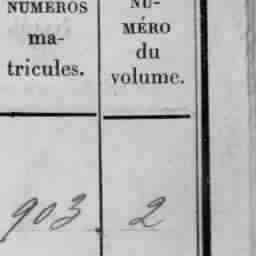 NUMÉROS
ma-
tricules.
NU-
MÉRO
du
volume.
903. 2